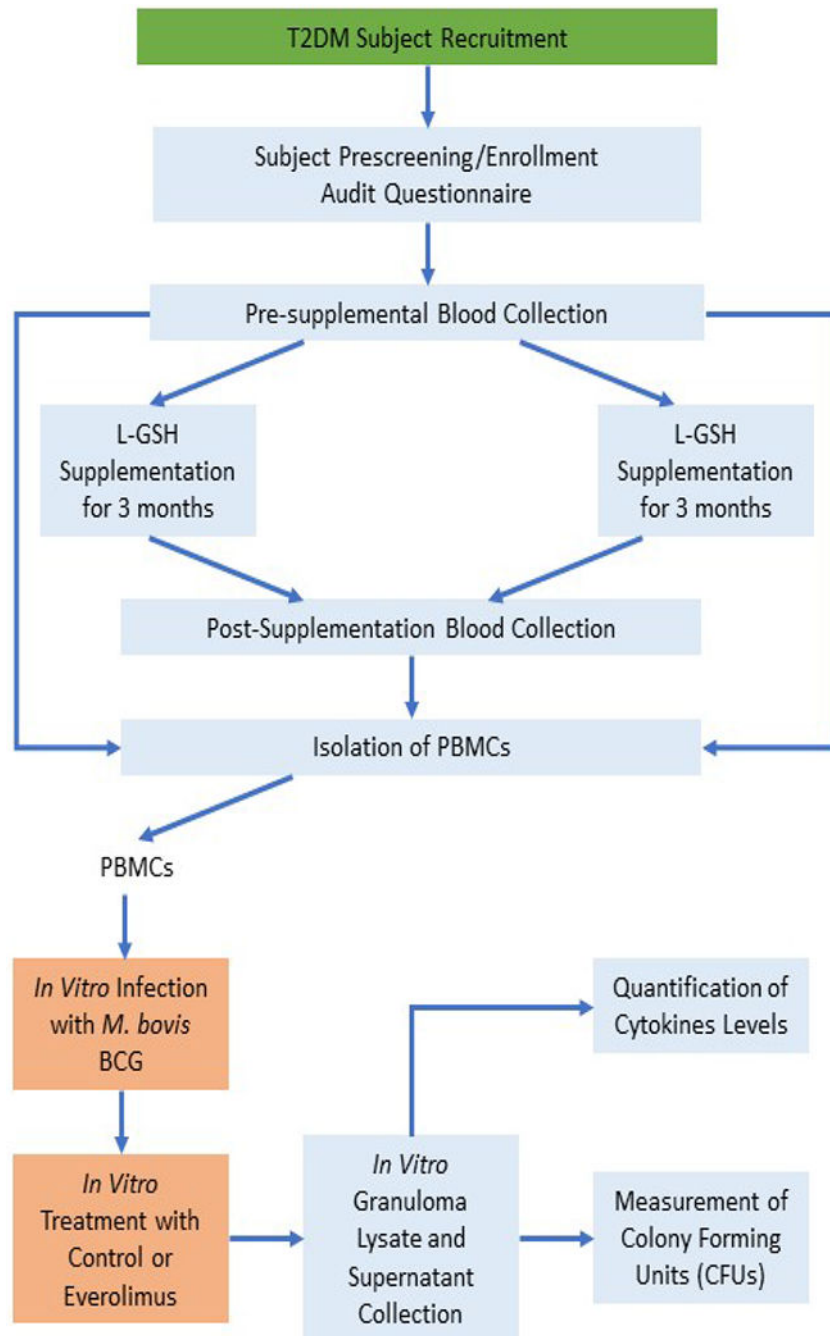 T2DM Subject Recruitment
Subject Prescreening/Enrollment
Audit Questionnaire
Pre-supplemental Blood Collection
L-GSH
Supplementation
for 3 months
L-GSH
Supplementation
for 3 months
Post-Supplementation Blood Collection
Isolation of PBMCs
PBMCs
In Vitro Infection
with M. bovis
BCG
Quantification of
Cytokines Levels
In Vitro
Treatment with
Control or
Everolimus
In Vitro
Granuloma
Lysate and
Supernatant
Collection
Measurement of
Colony Forming
Units (CFUs)